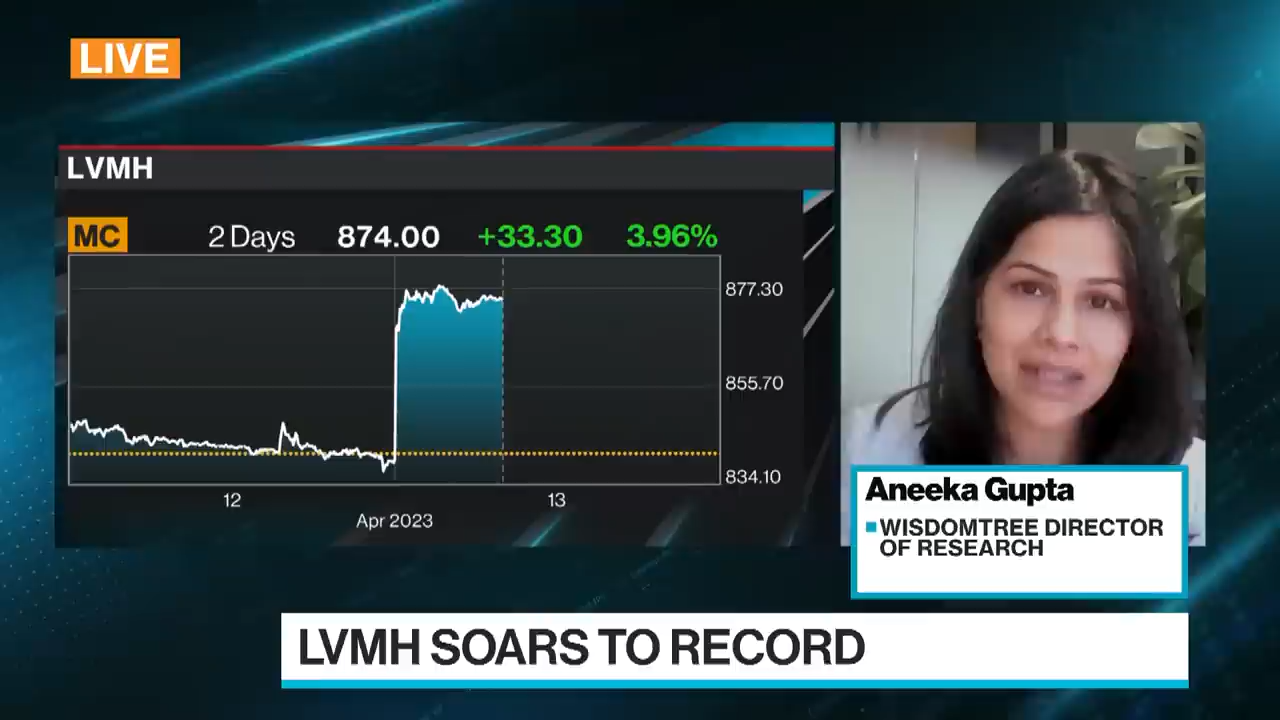 LIVE
LVMH
MC 2 Days 874.00 +33.30 3.96%
877.30
855.70
834.10
12 13
Apr 2023
Aneeka Gupta
WISDOMTREE DIRECTOR
OF RESEARCH
LVMH SOARS TO RECORD